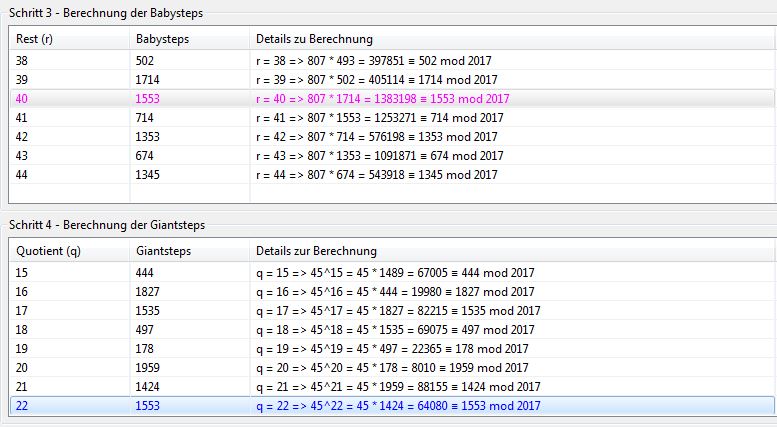 Schritt 3 - Berechnung der Babysteps
Rest (r) Babysteps Details zu Berechnung
38 502 r = 38 => 807 * 493 = 397851 ≡ 502 mod 2017
39 1714 r = 39 => 807 * 502 = 405114 ≡ 1714 mod 2017
40 1553 r = 40 => 807 * 1714 = 1383198 ≡ 1553 mod 2017
41 714 r = 41 => 807 * 1553 = 1253271 ≡ 714 mod 2017
42 1353 r = 42 => 807 * 714 = 576198 ≡ 1353 mod 2017
43 674 r = 43 => 807 * 1353 = 1091871 ≡ 674 mod 2017
44 1345 r = 44 => 807 * 674 = 543918 ≡ 1345 mod 2017
Schritt 4 - Berechnung der Giantsteps
Quotient (q) Giantsteps Details zur Berechnung
15 444 q = 15 => 45^15 = 45 * 1489 = 67005 ≡ 444 mod 2017
16 1827 q = 16 => 45^16 = 45 * 444 = 19980 ≡ 1827 mod 2017
17 1535 q = 17 => 45^17 = 45 * 1827 = 82215 ≡ 1535 mod 2017
18 497 q = 18 => 45^18 = 45 * 1535 = 69075 ≡ 497 mod 2017
19 178 q = 19 => 45^19 = 45 * 497 = 22365 ≡ 178 mod 2017
20 1959 q = 20 => 45^20 = 45 * 178 = 8010 ≡ 1959 mod 2017
21 1424 q = 21 => 45^21 = 45 * 1959 = 88155 ≡ 1424 mod 2017
22 1553 q = 22 => 45^22 = 45 * 1424 = 64080 ≡ 1553 mod 2017